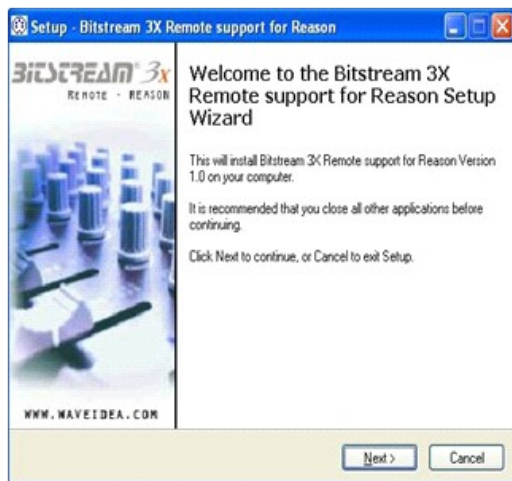 Setup - Bitstream 3X Remote support for Reason
BITSTREAM 3X
REMOTE - REASON
Welcome to the Bitstream 3X
Remote support for Reason Setup
Wizard
This will install Bitstream 3X Remote support for Reason Version
1.0 on your computer.
It is recommended that you close all other applications before
continuing.
Click Next to continue, or Cancel to exit Setup.
WWW.WAVEIDEA.COM
Next >
Cancel